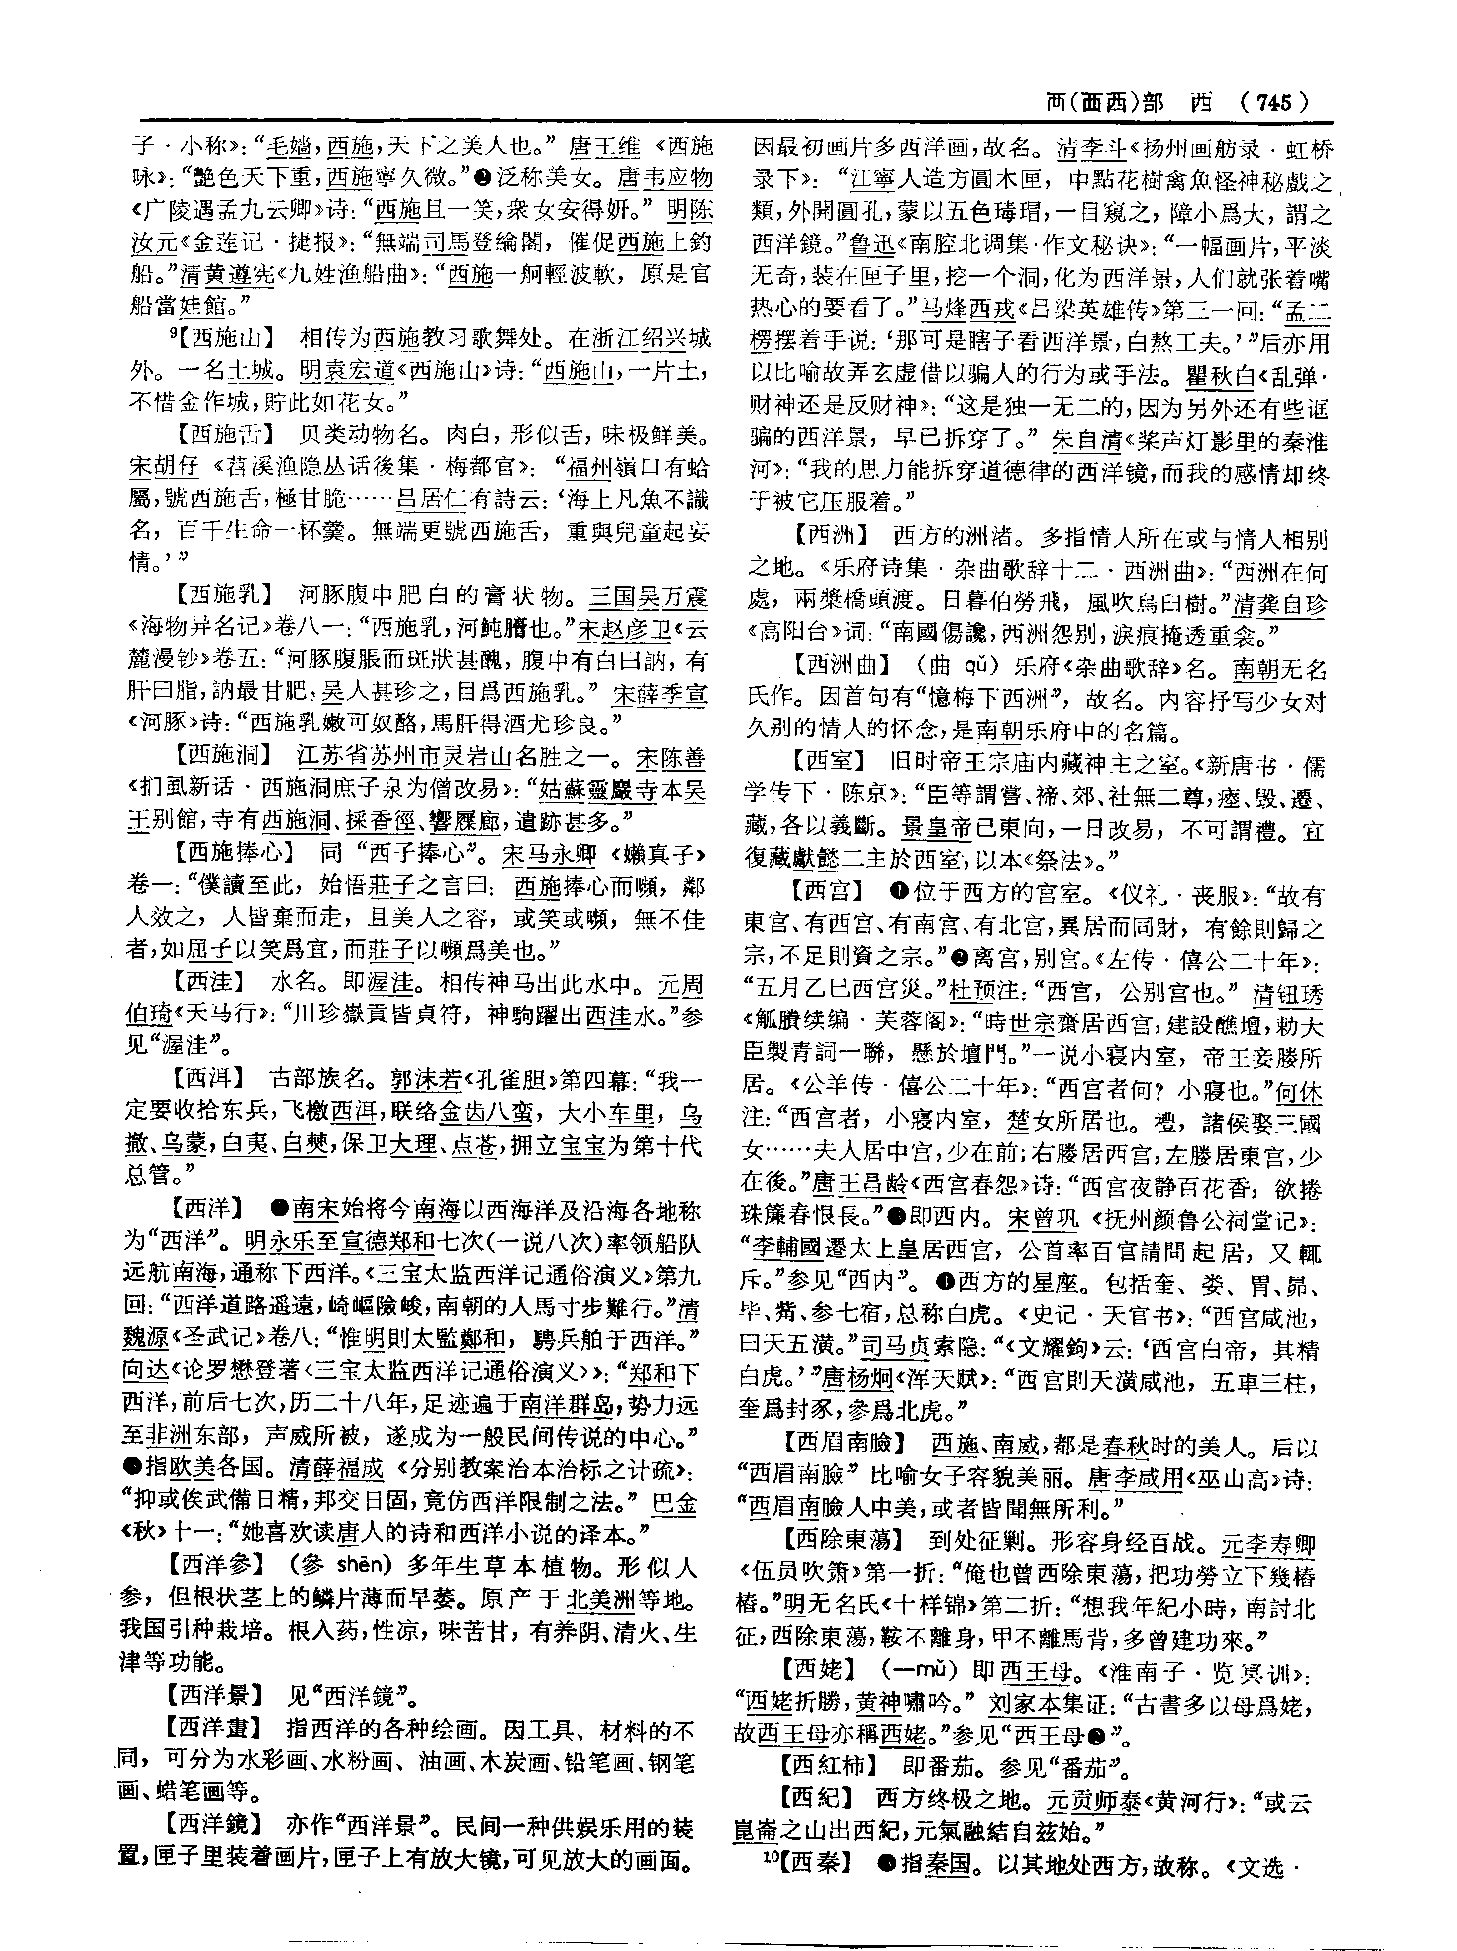 覀(覀西)部　西　(745)
子·小称》：“毛嫱，西施，天下之美人也。”唐王维《西施
咏》：“艶色天下重，西施寧久微。”❷泛称美女。唐韦应物
《广陵遇孟九云卿》诗：“西施且一笑，衆女安得妍。”明陈
汝元《金莲记·捷报》：“無端司馬登綸閣，催促西施上釣
船。”清黄遵宪《九姓渔船曲》：“西施一舸輕波軟，原是官
船當娃館。”
9【西施山】　相传为西施教习歌舞处。在浙江绍兴城
外。一名土城。明袁宏道《西施山》诗：“西施山，一片土，
不惜金作城，貯此如花女。”
【西施舌】　贝类动物名。肉白，形似舌，味极鲜美。
宋胡仔《苕溪渔隐丛话後集·梅都官》：“福州嶺口有蛤
屬，號西施舌，極甘脆……吕居仁有詩云：‘海上凡魚不識
名，百千生命一杯羹。無端更號西施舌，重與兒童起妄
情。’”
【西施乳】　河豚腹中肥白的膏状物。三国吴万震
《海物异名记》卷八一：“西施乳，河鲀腊也。”宋赵彦卫《云
麓漫钞》卷五：“河豚腹脹而斑狀甚醜，腹中有白曰訥，有
肝曰脂，訥最甘肥，吴人甚珍之，目爲西施乳。”宋薛季宣
《河豚》诗：“西施乳嫩可奴酪，馬肝得酒尤珍良。”
【西施洞】　江苏省苏州市灵岩山名胜之一。宋陈善
《扪虱新话·西施洞庶子泉为僧改易》：“姑蘇靈巖寺本吴
王别館，寺有西施洞、採香徑、響屧廊，遺跡甚多。”
【西施捧心】　同“西子捧心”。宋马永卿《嬾真子》
卷一：“僕讀至此，始悟莊子之言曰：西施捧心而嚬，鄰
人效之，人皆棄而走，且美人之容，或笑或嚬，無不佳
者，如屈子以笑爲宜，而莊子以嚬爲美也。”
【西洼】　水名。即渥洼。相传神马出此水中。元周
伯琦《天马行》：“川珍嶽貢皆貞符，神駒躍出西洼水。”参
见“渥洼”。
【西洱】　古部族名。郭沫若《孔雀胆》第四幕：“我一
定要收拾东兵，飞檄西洱，联络金齿八蛮，大小车里，乌
撒、乌蒙，白夷、白僰，保卫大理、点苍，拥立宝宝为第十代
总管。”
【西洋】　●南宋始将今南海以西海洋及沿海各地称
为“西洋”。明永乐至宣德郑和七次(一说八次)率领船队
远航南海，通称下西洋。《三宝太监西洋记通俗演义》第九
回：“西洋道路遥遠，崎嶇險峻，南朝的人馬寸步難行。”清
魏源《圣武记》卷八：“惟明則太監鄭和，騁兵舶于西洋。”
向达《论罗懋登著〈三宝太监西洋记通俗演义〉》：“郑和下
西洋，前后七次，历二十八年，足迹遍于南洋群岛，势力远
至非洲东部，声威所被，遂成为一般民间传说的中心。”
●指欧美各国。清薛福成《分别教案治本治标之计疏》：
“抑或俟武備日精，邦交日固，竟仿西洋限制之法。”巴金
《秋》十一：“她喜欢读唐人的诗和西洋小说的译本。”
【西洋參】　(參 shēn) 多年生草本植物。形似人
参，但根状茎上的鳞片薄而早萎。原产于北美洲等地。
我国引种栽培。根入药，性凉，味苦甘，有养阴、清火、生
津等功能。
【西洋景】　见“西洋鏡”。
【西洋畫】　指西洋的各种绘画。因工具、材料的不
同，可分为水彩画、水粉画、油画、木炭画、铅笔画、钢笔
画、蜡笔画等。
【西洋鏡】　亦作“西洋景”。民间一种供娱乐用的装
置，匣子里装着画片，匣子上有放大镜，可见放大的画面。
因最初画片多西洋画，故名。清李斗《扬州画舫录·虹桥
录下》：“江寧人造方圓木匣，中點花樹禽魚怪神秘戲之
類，外開圓孔，蒙以五色瑇瑁，一目窺之，障小爲大，謂之
西洋鏡。”鲁迅《南腔北调集·作文秘诀》：“一幅画片，平淡
无奇，装在匣子里，挖一个洞，化为西洋景，人们就张着嘴
热心的要看了。”马烽西戎《吕梁英雄传》第三一回：“孟二
楞摆着手说：‘那可是瞎子看西洋景，白熬工夫。’”后亦用
以比喻故弄玄虚借以骗人的行为或手法。瞿秋白《乱弹·
财神还是反财神》：“这是独一无二的，因为另外还有些诓
骗的西洋景，早已拆穿了。”朱自清《桨声灯影里的秦淮
河》：“我的思力能拆穿道德律的西洋镜，而我的感情却终
于被它压服着。”
【西洲】　西方的洲渚。多指情人所在或与情人相别
之地。《乐府诗集·杂曲歌辞十二·西洲曲》：“西洲在何
處，兩槳橋頭渡。日暮伯勞飛，風吹烏臼樹。”清龚自珍
《高阳台》词：“南國傷讒，西洲怨别，淚痕掩透重衾。”
【西洲曲】　(曲 qǔ) 乐府《杂曲歌辞》名。南朝无名
氏作。因首句有“憶梅下西洲”，故名。内容抒写少女对
久别的情人的怀念，是南朝乐府中的名篇。
【西室】　旧时帝王宗庙内藏神主之室。《新唐书·儒
学传下·陈京》：“臣等謂嘗、禘、郊、社無二尊，瘞、毁、遷、
藏，各以義斷。景皇帝已東向，一日改易，不可謂禮。宜
復藏獻懿二主於西室，以本《祭法》。”
【西宫】　❶位于西方的宫室。《仪礼·丧服》：“故有
東宫、有西宫、有南宫、有北宫，異居而同財，有餘則歸之
宗，不足則資之宗。”❷离宫，别宫。《左传·僖公二十年》：
“五月乙巳西宫災。”杜预注：“西宫，公别宫也。”清钮琇
《觚賸续编·芙蓉阁》：“時世宗齋居西宫，建設醮壇，勑大
臣製青詞一聯，懸於壇門。”一说小寝内室，帝王妾媵所
居。《公羊传·僖公二十年》：“西宫者何？小寢也。”何休
注：“西宫者，小寢内室，楚女所居也。禮，諸侯娶三國
女……夫人居中宫，少在前；右媵居西宫，左媵居東宫，少
在後。”唐王昌龄《西宫春怨》诗：“西宫夜静百花香，欲捲
珠簾春恨長。”●即西内。宋曾巩《抚州颜鲁公祠堂记》：
“李輔國遷太上皇居西宫，公首率百官請問起居，又輒
斥。”参见“西内”。❹西方的星座。包括奎、娄、胃、昴、
毕、觜、参七宿，总称白虎。《史记·天官书》：“西宫咸池，
曰天五潢。”司马贞索隐：“《文耀鉤》云：‘西宫白帝，其精
白虎。’”唐杨炯《浑天赋》：“西宫則天潢咸池，五車三柱，
奎爲封豕，參爲北虎。”
【西眉南臉】　西施、南威，都是春秋时的美人。后以
“西眉南臉”比喻女子容貌美丽。唐李咸用《巫山高》诗：
“西眉南臉人中美，或者皆聞無所利。”
【西除東蕩】　到处征剿。形容身经百战。元李寿卿
《伍员吹箫》第一折：“俺也曾西除東蕩，把功勞立下幾樁
樁。”明无名氏《十样锦》第二折：“想我年紀小時，南討北
征，西除東蕩，鞍不離身，甲不離馬背，多曾建功來。”
【西姥】　(—mǔ) 即西王母。《淮南子·览冥训》：
“西姥折勝，黄神嘯吟。”刘家本集证：“古書多以母爲姥，
故西王母亦稱西姥。”参见“西王母●”。
【西紅柿】　即番茄。参见“番茄”。
【西紀】　西方终极之地。元贡师泰《黄河行》：“或云
崑崙之山出西紀，元氣融結自兹始。”
10【西秦】　●指秦国。以其地处西方，故称。《文选·